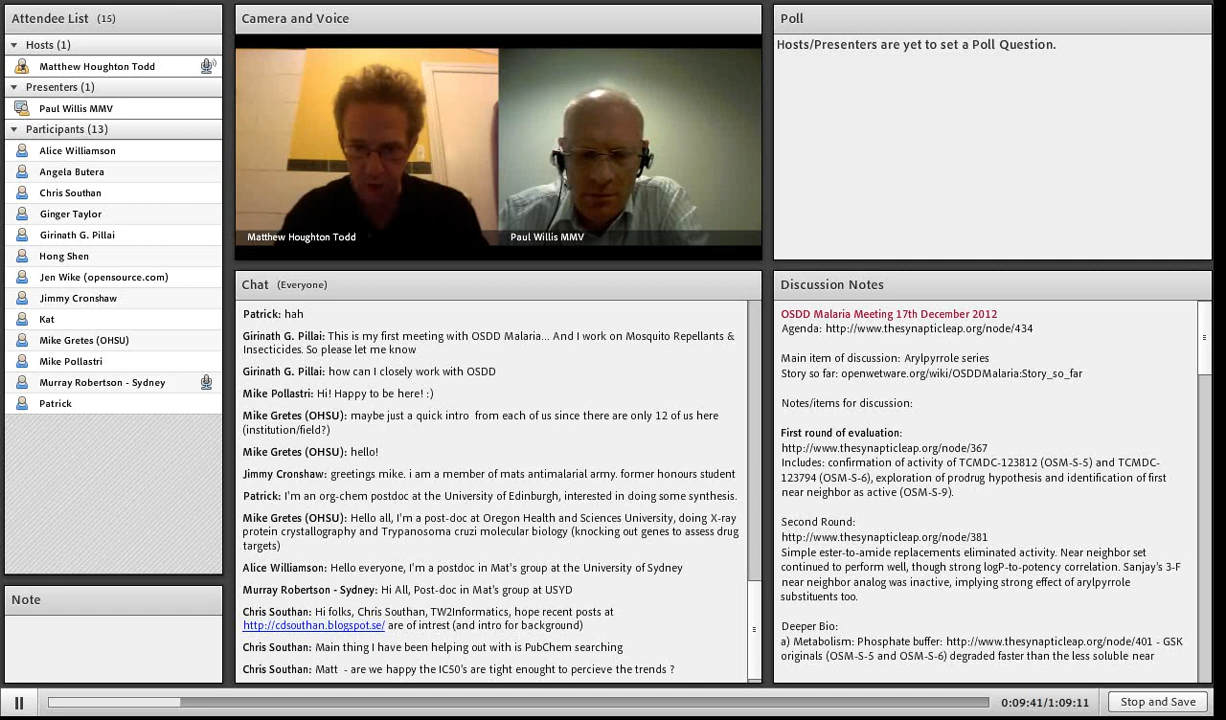 Attendee List (15)
Hosts (1)
Matthew Houghton Todd
Presenters (1)
Paul Willis MMV
Participants (13)
Alice Williamson
Angela Butera
Chris Southan
Ginger Taylor
Girinath G. Pillai
Hong Shen
Jen Wike (opensource.com)
Jimmy Cronshaw
Kat
Mike Gretes (OHSU)
Mike Pollastri
Murray Robertson - Sydney
Patrick
Note
Camera and Voice
Matthew Houghton Todd
Paul Willis MMV
Chat (Everyone)
Patrick: hah
Girinath G. Pillai: This is my first meeting with OSDD Malaria... And I work on Mosquito Repellants &
Insecticides. So please let me know
Girinath G. Pillai: how can I closely work with OSDD
Mike Pollastri: Hi! Happy to be here! :)
Mike Gretes (OHSU): maybe just a quick intro from each of us since there are only 12 of us here
(institution/field?)
Mike Gretes (OHSU): hello!
Jimmy Cronshaw: greetings mike. i am a member of mats antimalarial army. former honours student
Patrick: I'm an org-chem postdoc at the University of Edinburgh, interested in doing some synthesis.
Mike Gretes (OHSU): Hello all, I'm a post-doc at Oregon Health and Sciences University, doing X-ray
protein crystallography and Trypanosoma cruzi molecular biology (knocking out genes to assess drug
targets)
Alice Williamson: Hello everyone, I'm a postdoc in Mat's group at the University of Sydney
Murray Robertson - Sydney: Hi All, Post-doc in Mat's group at USYD
Chris Southan: Hi folks, Chris Southan, TW2Informatics, hope recent posts at
http://cdsouthan.blogspot.se/ are of intrest (and intro for background)
Chris Southan: Main thing I have been helping out with is PubChem searching
Chris Southan: Matt - are we happy the IC50's are tight enought to percieve the trends ?
Poll
Hosts/Presenters are yet to set a Poll Question.
Discussion Notes
OSDD Malaria Meeting 17th December 2012
Agenda: http://www.thesynapticleap.org/node/434
Main item of discussion: Arylpyrrole series
Story so far: openwetware.org/wiki/OSDDMalaria:Story_so_far
Notes/items for discussion:
First round of evaluation:
http://www.thesynapticleap.org/node/367
Includes: confirmation of activity of TCMDC-123812 (OSM-S-5) and TCMDC-
123794 (OSM-S-6), exploration of prodrug hypothesis and identification of first
near neighbor as active (OSM-S-9).
Second Round:
http://www.thesynapticleap.org/node/381
Simple ester-to-amide replacements eliminated activity. Near neighbor set
continued to perform well, though strong logP-to-potency correlation. Sanjay's 3-F
near neighbor analog was inactive, implying strong effect of arylpyrrole
substituents too.
Deeper Bio:
a) Metabolism: Phosphate buffer: http://www.thesynapticleap.org/node/401 - GSK
originals (OSM-S-5 and OSM-S-6) degraded faster than the less soluble near
0:09:41/1:09:11
Stop and Save